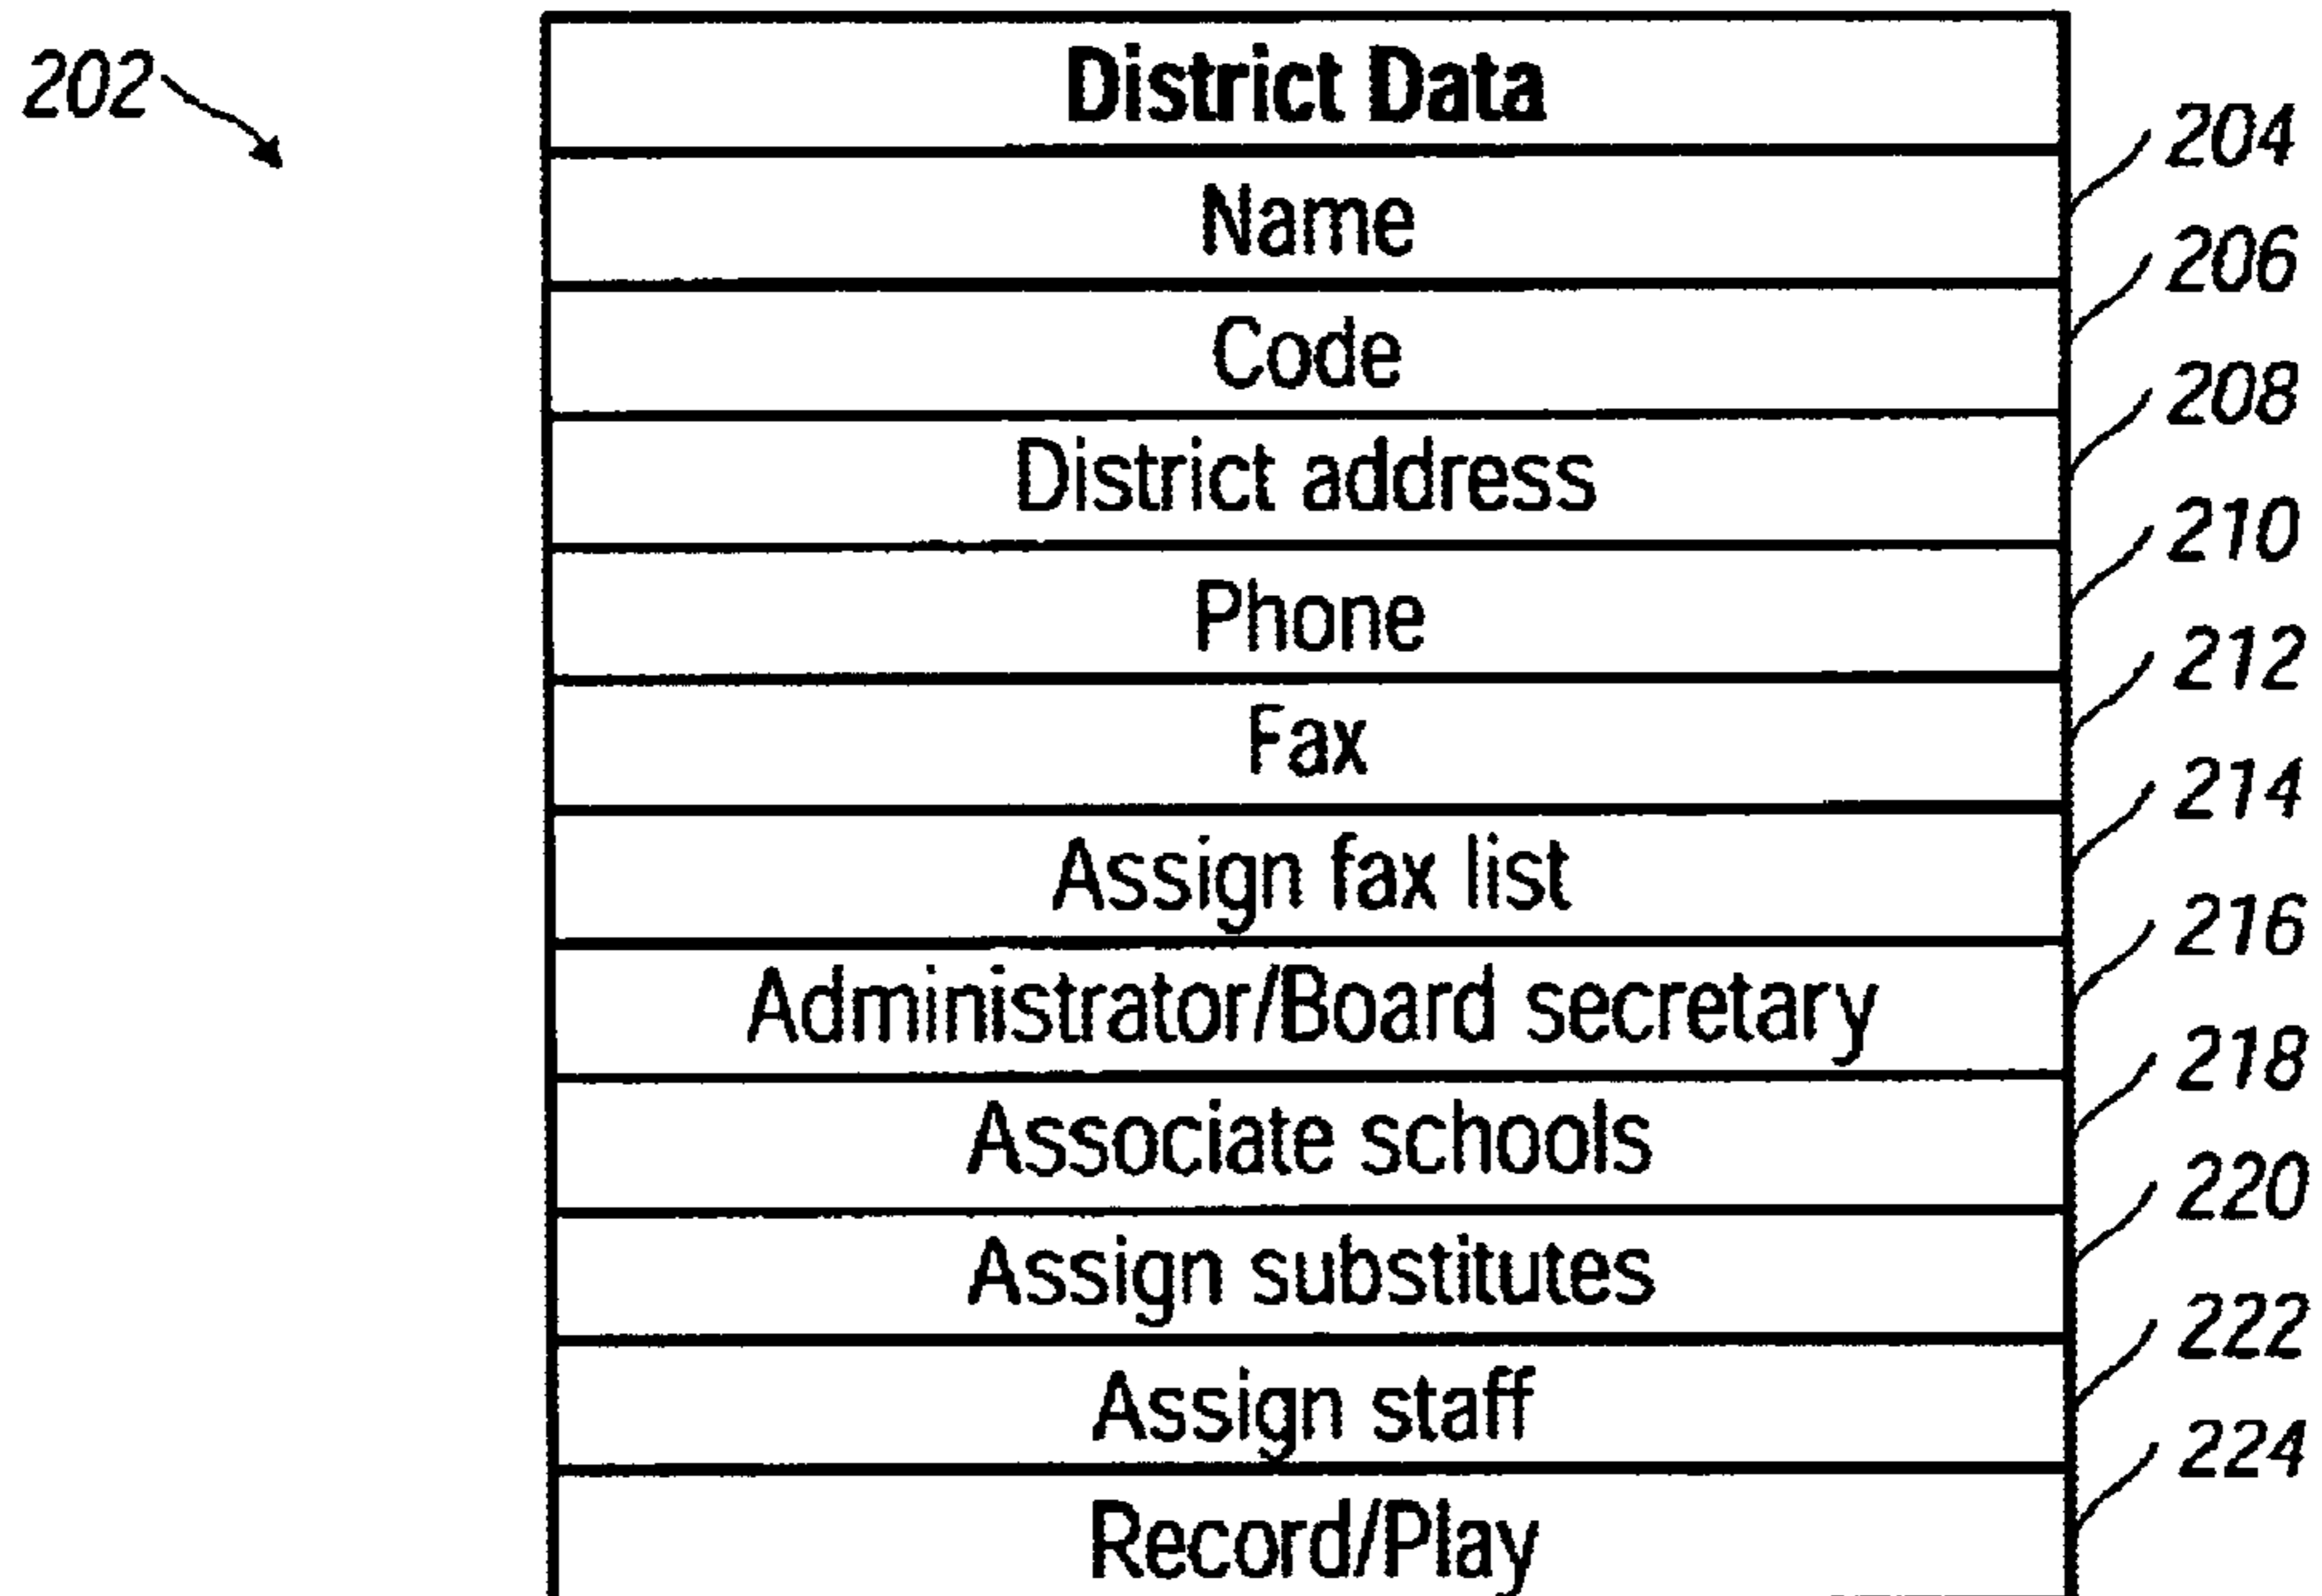 202
District Data
Name 204
Code 206
District address 208
Phone 210
Fax 212
Assign fax list 214
Administrator/Board secretary 216
Associate schools 218
Assign substitutes 220
Assign staff 222
Record/Play 224